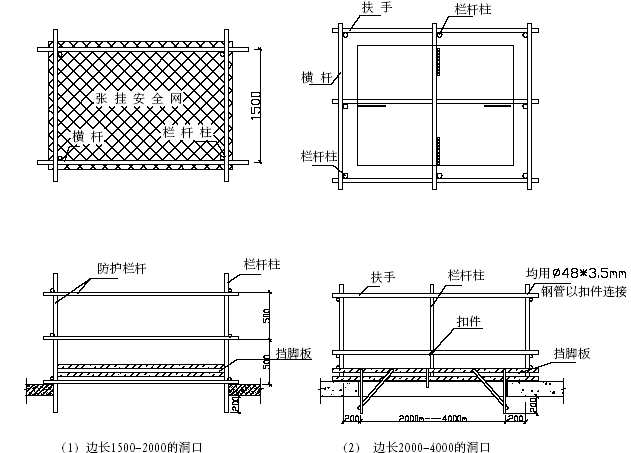 扶 手
栏杆柱
横 杆
张 挂 安 全 网
1500
横 杆
栏 杆 柱
栏杆柱
防护栏杆
栏杆柱
扶手
栏杆柱
均用Ø48*3.5mm
钢管以扣件连接
500
扣件
500
挡脚板
挡脚板
200
200
200
2000m---4000m
200
(1) 边长1500-2000的洞口
(2) 边长2000-4000的洞口